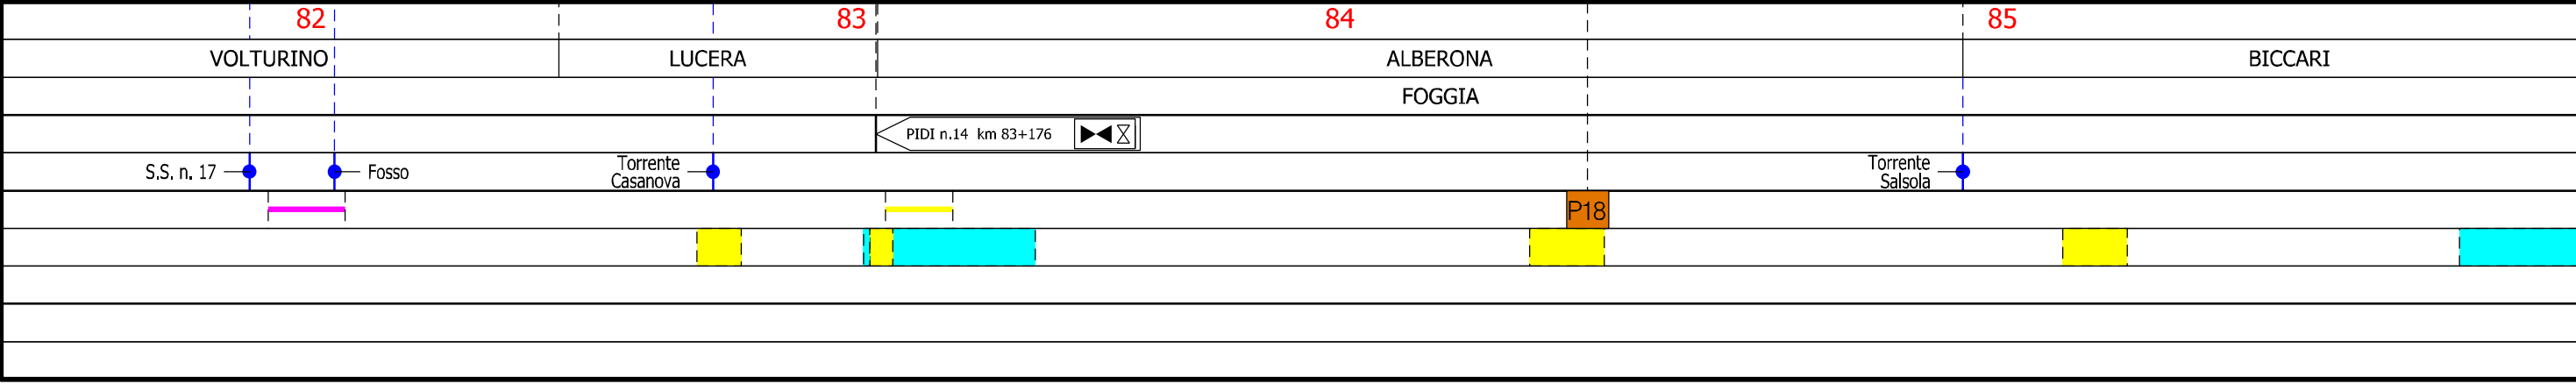 82 83 84 85
VOLTURINO LUCERA ALBERONA BICCARI
FOGGIA
PIDI n.14 km 83+176
S.S. n. 17 Fosso Torrente Casanova Torrente Salsola
P18